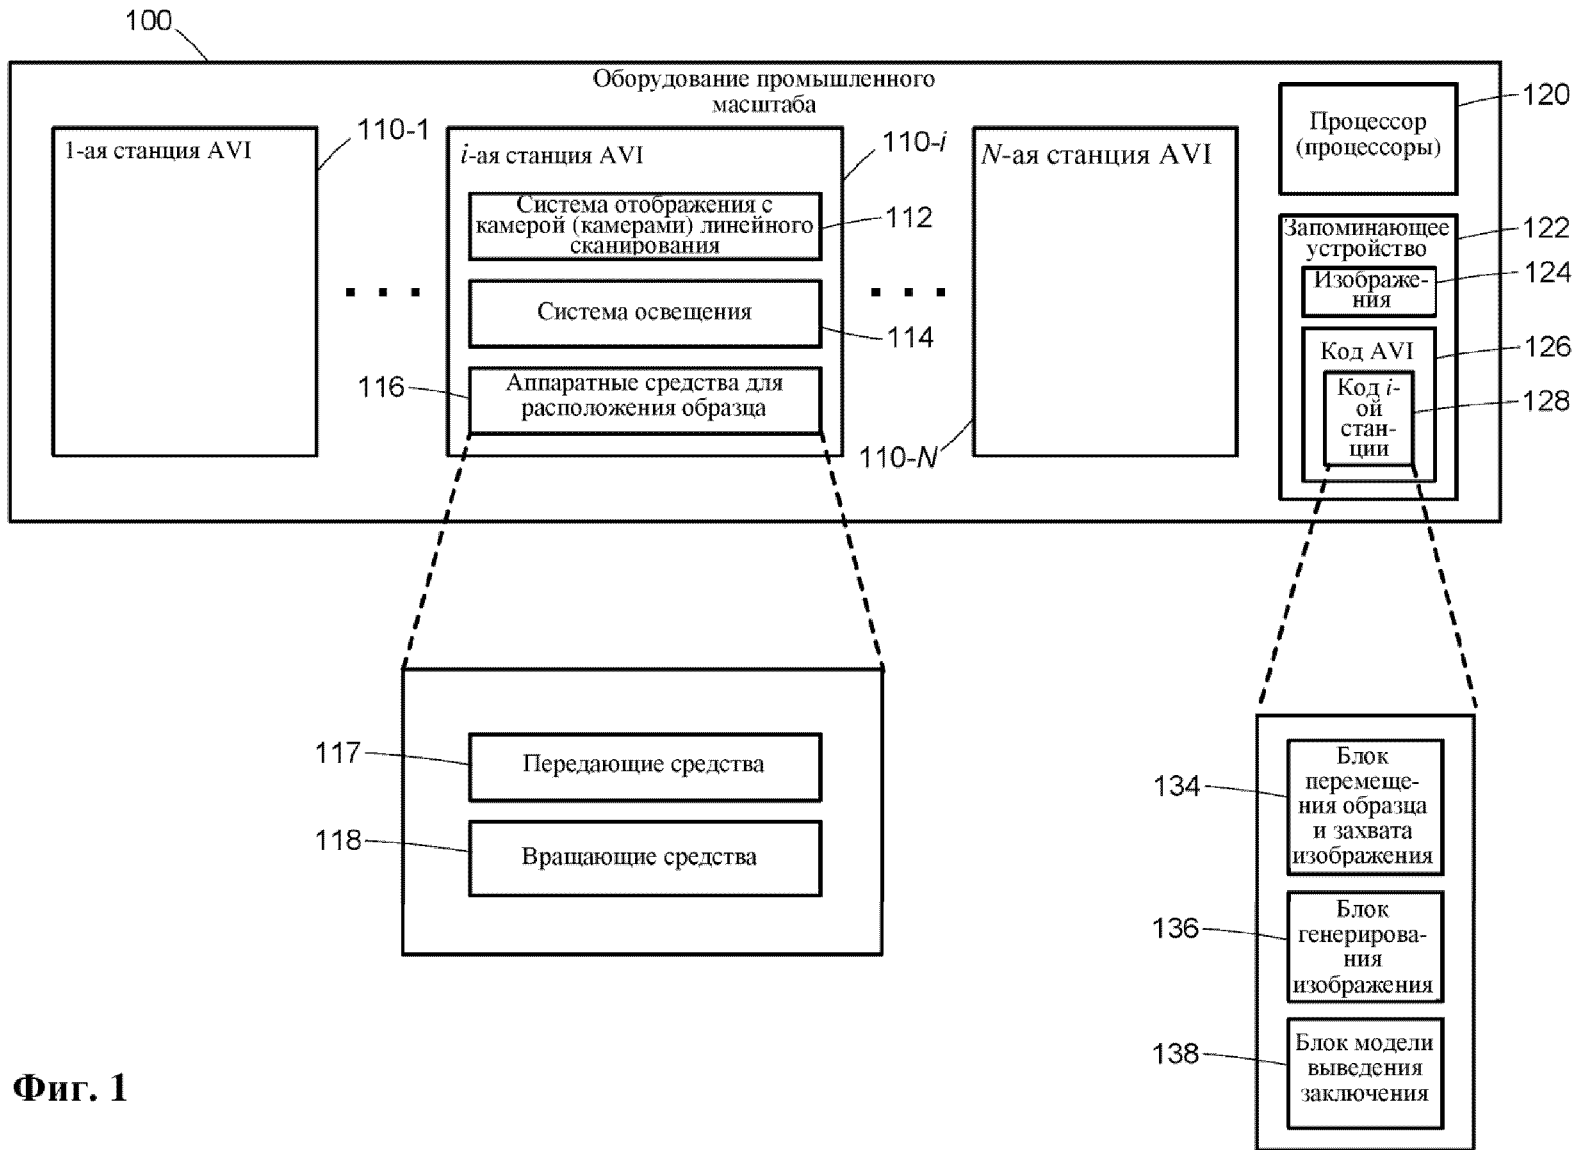 100
Оборудование промышленного
масштаба
1-ая станция AVI
110-1
i-ая станция AVI
110-i
Система отображения с
камерой (камерами) линейного
сканирования
112
Система освещения
114
116
Аппаратные средства для
расположения образца
N-ая станция AVI
110-N
Процессор
(процессоры)
120
Запоминающее
устройство
122
Изображе-
ния
124
Код AVI
126
Код i-
ой
стан-
ции
128
117
Передающие средства
118
Вращающие средства
134
Блок
перемеще-
ния образца
и захвата
изображения
136
Блок
генерирова-
ния
изображения
138
Блок модели
выведения
заключения
Фиг. 1